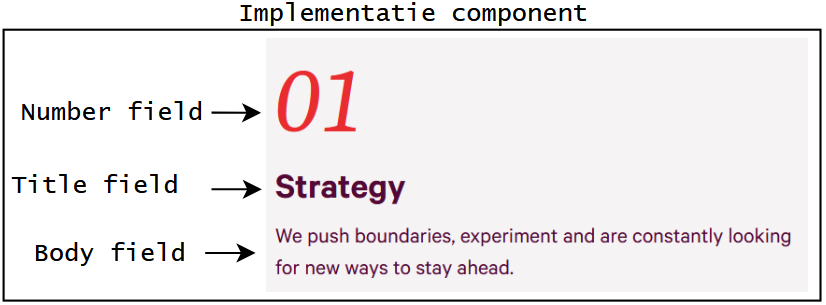 Implementatie component
Number field
01
Title field
Strategy
Body field
We push boundaries, experiment and are constantly looking
for new ways to stay ahead.